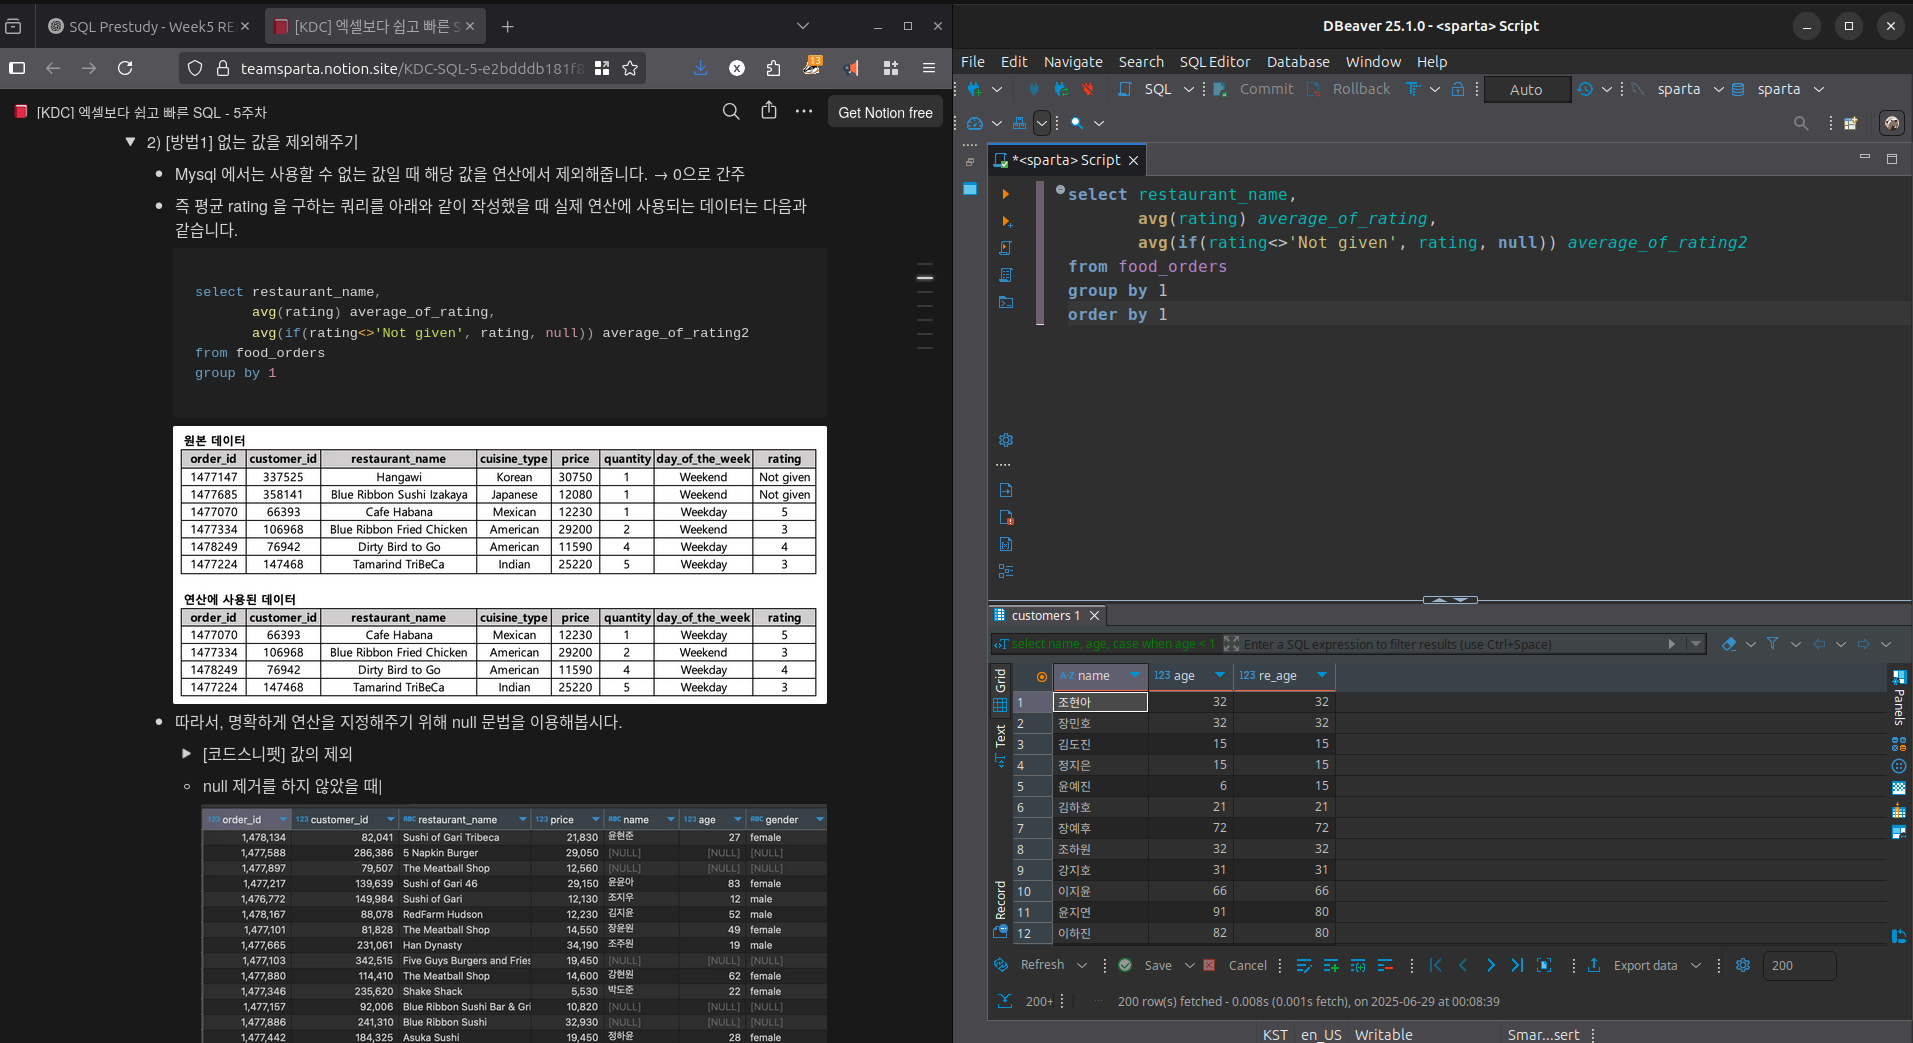 SQL Prestudy - Week5 RE
[KDC] 엑셀보다 쉽고 빠른 S
teamsparta.notion.site/KDC-SQL-5-e2bdddb181f8
13
[KDC] 엑셀보다 쉽고 빠른 SQL - 5주차
Get Notion free
2) [방법1] 없는 값을 제외해주기
Mysql 에서는 사용할 수 없는 값일 때 해당 값을 연산에서 제외해줍니다. → 0으로 간주
즉 평균 rating 을 구하는 쿼리를 아래와 같이 작성했을 때 실제 연산에 사용되는 데이터는 다음과
같습니다.
select restaurant_name,
avg(rating) average_of_rating,
avg(if(rating<>'Not given', rating, null)) average_of_rating2
from food_orders
group by 1
원본 데이터
order_id customer_id restaurant_name cuisine_type price quantity day_of_the_week rating
1477147 337525 Hangawi Korean 30750 1 Weekend Not given
1477685 358141 Blue Ribbon Sushi Izakaya Japanese 12080 1 Weekend Not given
1477070 66393 Cafe Habana Mexican 12230 1 Weekday 5
1477334 106968 Blue Ribbon Fried Chicken American 29200 2 Weekend 3
1478249 76942 Dirty Bird to Go American 11590 4 Weekday 4
1477224 147468 Tamarind TriBeCa Indian 25220 5 Weekday 3
연산에 사용된 데이터
order_id customer_id restaurant_name cuisine_type price quantity day_of_the_week rating
1477070 66393 Cafe Habana Mexican 12230 1 Weekday 5
1477334 106968 Blue Ribbon Fried Chicken American 29200 2 Weekend 3
1478249 76942 Dirty Bird to Go American 11590 4 Weekday 4
1477224 147468 Tamarind TriBeCa Indian 25220 5 Weekday 3
따라서, 명확하게 연산을 지정해주기 위해 null 문법을 이용해봅시다.
[코드스니펫] 값의 제외
null 제거를 하지 않았을 때
123 order_id 123 customer_id ABC restaurant_name 123 price ABC name 123 age ABC gender
1,478,134 82,041 Sushi of Gari Tribeca 21,830 윤현준 27 female
1,477,588 286,386 5 Napkin Burger 29,050 [NULL] [NULL] [NULL]
1,477,897 79,507 The Meatball Shop 12,560 [NULL] [NULL] [NULL]
1,477,217 139,639 Sushi of Gari 46 29,150 윤윤아 83 female
1,476,772 149,984 Sushi of Gari 12,130 조지우 12 male
1,478,167 88,078 RedFarm Hudson 12,230 김지윤 52 male
1,477,101 81,828 The Meatball Shop 14,550 장윤원 49 female
1,477,665 231,061 Han Dynasty 34,190 조주원 19 male
1,477,103 342,515 Five Guys Burgers and Fries 19,450 [NULL] [NULL] [NULL]
1,477,880 114,410 The Meatball Shop 14,600 강현원 62 female
1,477,346 235,620 Shake Shack 5,530 박도준 22 female
1,477,157 92,006 Blue Ribbon Sushi Bar & Gri 10,820 [NULL] [NULL] [NULL]
1,477,886 241,310 Blue Ribbon Sushi 32,930 [NULL] [NULL] [NULL]
1,477,442 184,325 Asuka Sushi 19,450 정하윤 28 female
DBeaver 25.1.0 - <sparta> Script
File Edit Navigate Search SQL Editor Database Window Help
SQL Commit Rollback Auto sparta sparta
*<sparta> Script
select restaurant_name,
avg(rating) average_of_rating,
avg(if(rating<>'Not given', rating, null)) average_of_rating2
from food_orders
group by 1
order by 1
customers 1
select name, age, case when age < 1 Enter a SQL expression to filter results (use Ctrl+Space)
Grid
Text
Record
Panels
A-Z name 123 age 123 re_age
1 조현아 32 32
2 장민호 32 32
3 김도진 15 15
4 정지은 15 15
5 윤예진 6 15
6 김하호 21 21
7 장예후 72 72
8 조하원 32 32
9 강지호 31 31
10 이지윤 66 66
11 윤지연 91 80
12 이하진 82 80
Refresh Save Cancel Export data 200
200+ 200 row(s) fetched - 0.008s (0.001s fetch), on 2025-06-29 at 00:08:39
KST en_US Writable Smar...sert